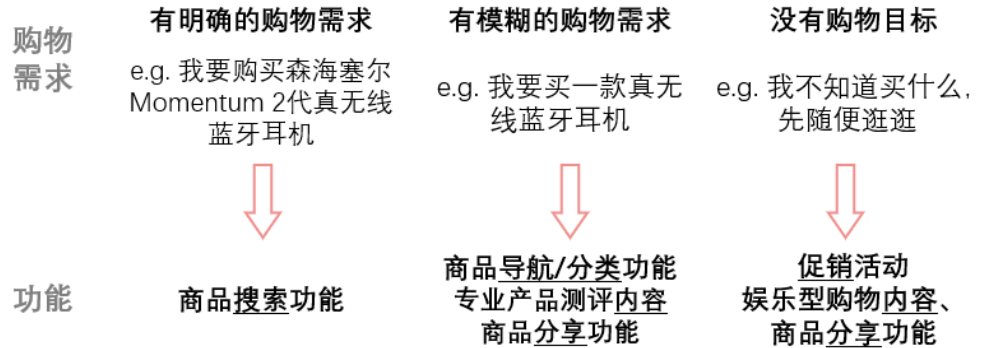 购物
需求
有明确的购物需求
e.g. 我要购买森海塞尔
Momentum 2代真无线
蓝牙耳机
有模糊的购物需求
e.g. 我要买一款真无
线蓝牙耳机
没有购物目标
e.g. 我不知道买什么,
先随便逛逛
功能
商品搜索功能
商品导航/分类功能
专业产品测评内容
商品分享功能
促销活动
娱乐型购物内容、
商品分享功能